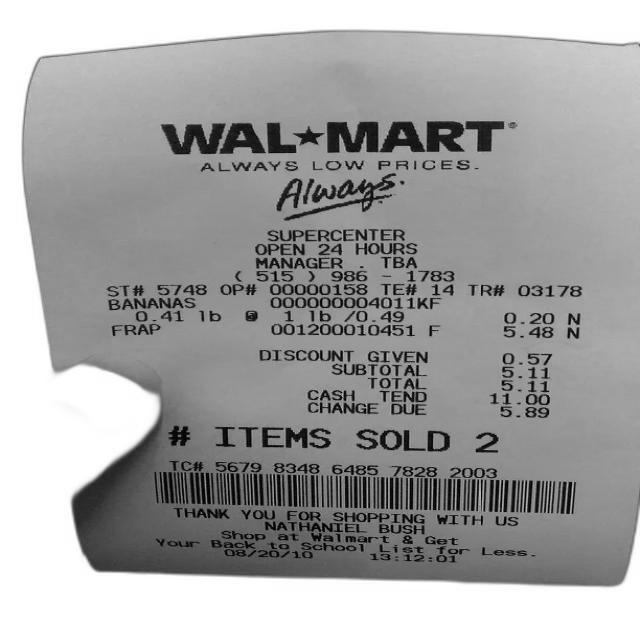 WAL★MART®
ALWAYS LOW PRICES.
Always.
SUPERCENTER
OPEN 24 HOURS
MANAGER . TBA
( 515 ) 986 - 1783
ST# 5748 OP# 00000158 TE# 14 TR# 03178
BANANAS 000000004011KF
0.41 lb @ 1 lb /0.49 0.20 N
FRAP 001200010451 F 5.48 N
DISCOUNT GIVEN 0.57
SUBTOTAL 5.11
TOTAL 5.11
CASH TEND 11.00
CHANGE DUE 5.89
# ITEMS SOLD 2
TC# 5679 8348 6485 7828 2003
THANK YOU FOR SHOPPING WITH US
NATHANIEL BUSH
Shop at Walmart & Get
Your Back to School List for Less.
08/20/10 13:12:01